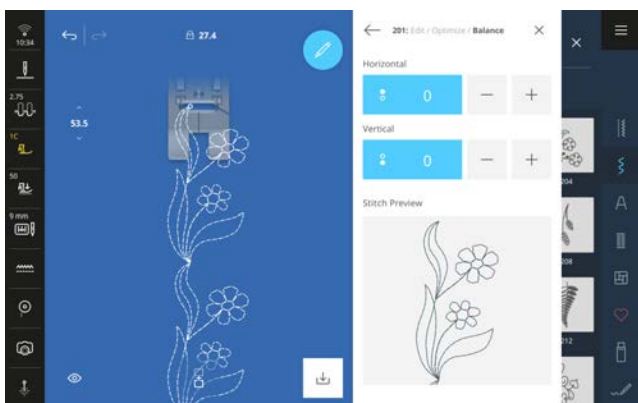 10:34
27.4
201: Edit / Optimize / Balance
Horizontal
0
Vertical
0
Stitch Preview
2.75
53.5
1C
50
9 mm
204
208
212
A